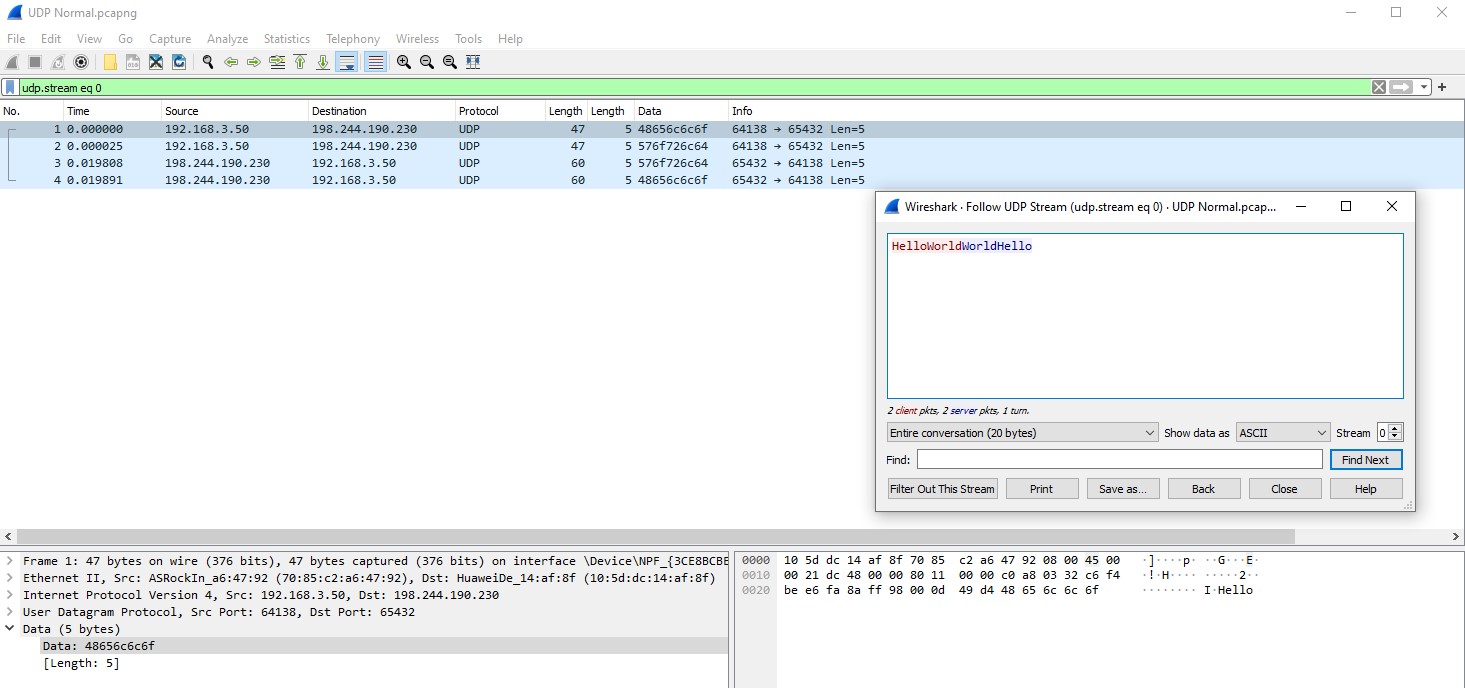 UDP Normal.pcapng
File Edit View Go Capture Analyze Statistics Telephony Wireless Tools Help
udp.stream eq 0
No. Time Source Destination Protocol Length Length Data Info
1 0.000000 192.168.3.50 198.244.190.230 UDP 47 5 48656c6c6f 64138 → 65432 Len=5
2 0.000025 192.168.3.50 198.244.190.230 UDP 47 5 576f726c64 64138 → 65432 Len=5
3 0.019808 198.244.190.230 192.168.3.50 UDP 60 5 576f726c64 65432 → 64138 Len=5
4 0.019891 198.244.190.230 192.168.3.50 UDP 60 5 48656c6c6f 65432 → 64138 Len=5
Wireshark · Follow UDP Stream (udp.stream eq 0) · UDP Normal.pcap...
HelloWorldWorldHello
2 client pkts, 2 server pkts, 1 turn.
Entire conversation (20 bytes) Show data as ASCII Stream 0
Find: Find Next
Filter Out This Stream Print Save as... Back Close Help
Frame 1: 47 bytes on wire (376 bits), 47 bytes captured (376 bits) on interface \Device\NPF_{3CE8BCBE
Ethernet II, Src: ASRockIn_a6:47:92 (70:85:c2:a6:47:92), Dst: HuaweiDe_14:af:8f (10:5d:dc:14:af:8f)
Internet Protocol Version 4, Src: 192.168.3.50, Dst: 198.244.190.230
User Datagram Protocol, Src Port: 64138, Dst Port: 65432
Data (5 bytes)
Data: 48656c6c6f
[Length: 5]
0000 10 5d dc 14 af 8f 70 85 c2 a6 47 92 08 00 45 00 ·]····p· ··G···E·
0010 00 21 dc 48 00 00 80 11 00 00 c0 a8 03 32 c6 f4 ·!·H···· ·····2··
0020 be e6 fa 8a ff 98 00 0d 49 d4 48 65 6c 6c 6f ········ I·Hello